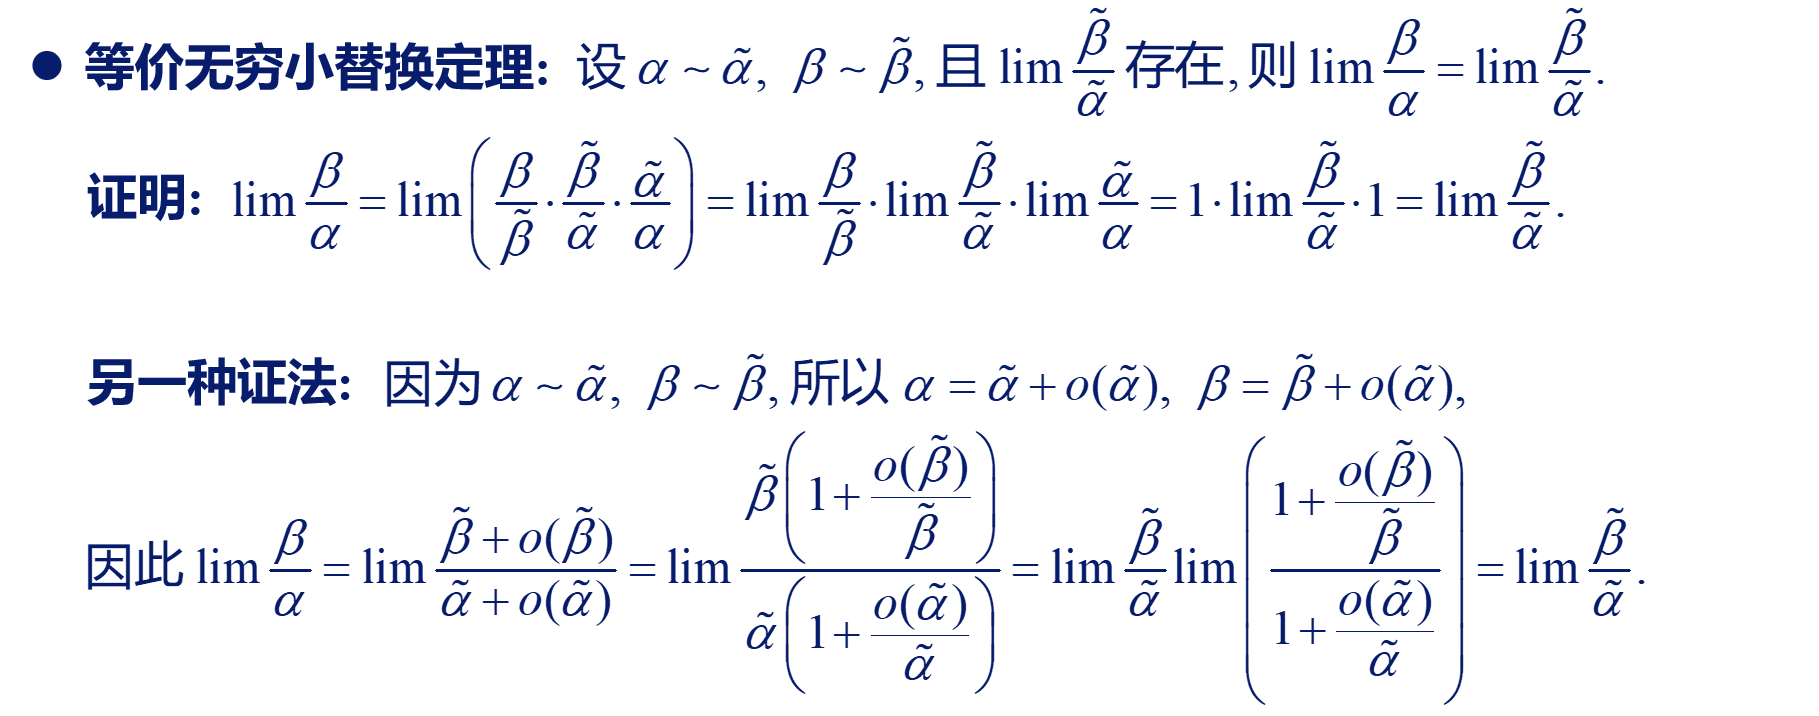 ● 等价无穷小替换定理: 设 α ~ α̃, β ~ β̃, 且 lim β̃/α̃ 存在, 则 lim β/α = lim β̃/α̃.
证明: lim β/α = lim (β/β̃ · β̃/α̃ · α̃/α) = lim β/β̃ · lim β̃/α̃ · lim α̃/α = 1 · lim β̃/α̃ · 1 = lim β̃/α̃.
另一种证法: 因为 α ~ α̃, β ~ β̃, 所以 α = α̃ + o(α̃), β = β̃ + o(α̃),
因此 lim β/α = lim (β̃ + o(β̃))/(α̃ + o(α̃)) = lim β̃(1 + o(β̃)/β̃)/α̃(1 + o(α̃)/α̃) = lim β̃/α̃ lim ((1 + o(β̃)/β̃)/(1 + o(α̃)/α̃)) = lim β̃/α̃.